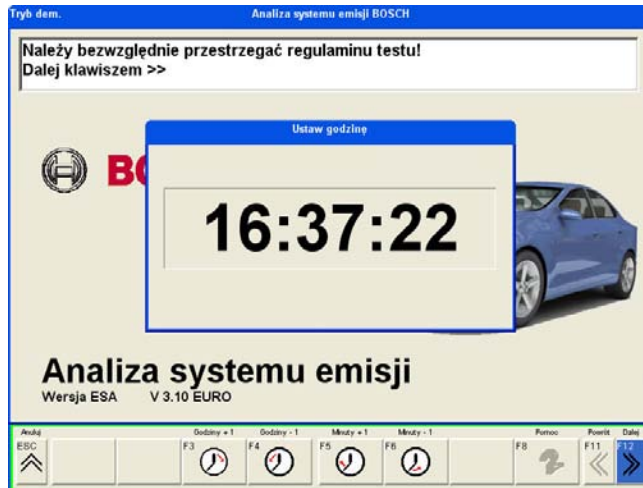 Tryb dem. Analiza systemu emisji BOSCH
Należy bezwzględnie przestrzegać regulaminu testu!
Dalej klawiszem >>
Ustaw godzinę
BO
16:37:22
Analiza systemu emisji
Wersja ESA V 3.10 EURO
Anuluj Godziny + 1 Godziny - 1 Minuty + 1 Minuty - 1 Pomoc Powrót Dalej
ESC F3 F4 F5 F6 F8 F11 F12